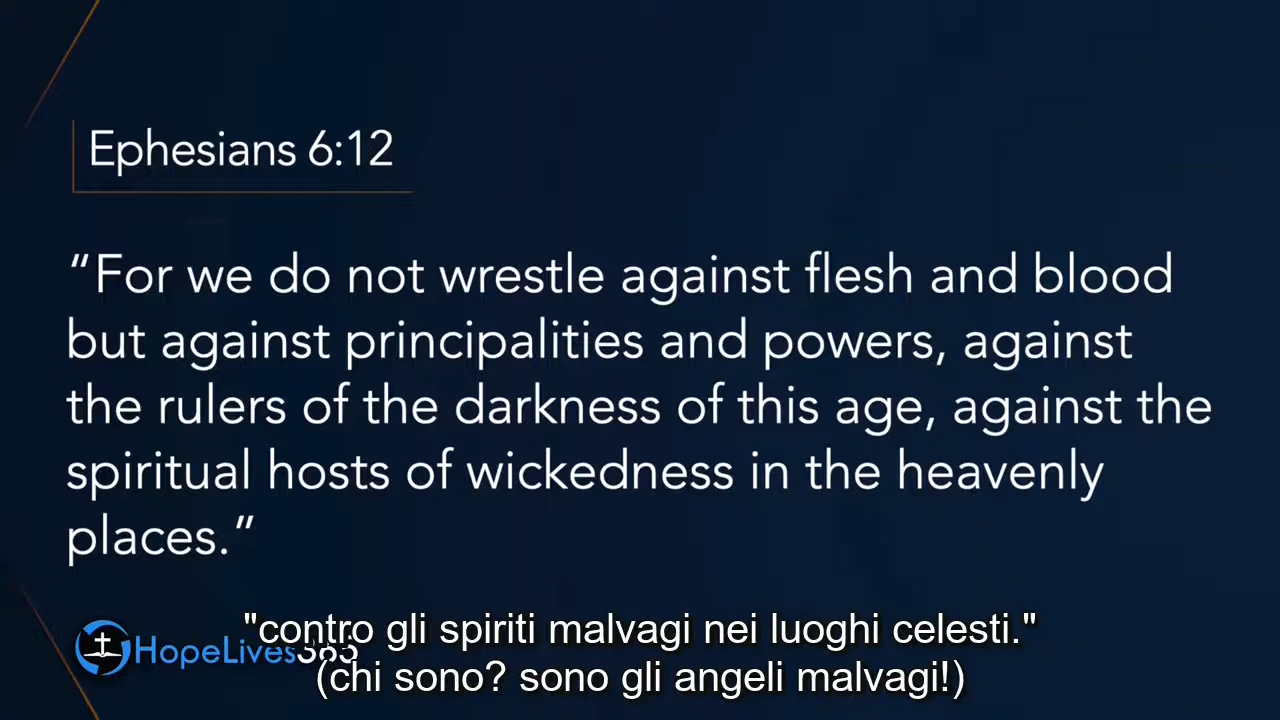 Ephesians 6:12
“For we do not wrestle against flesh and blood
but against principalities and powers, against
the rulers of the darkness of this age, against the
spiritual hosts of wickedness in the heavenly
places.”
"contro gli spiriti malvagi nei luoghi celesti."
HopeLives365
(chi sono? sono gli angeli malvagi!)